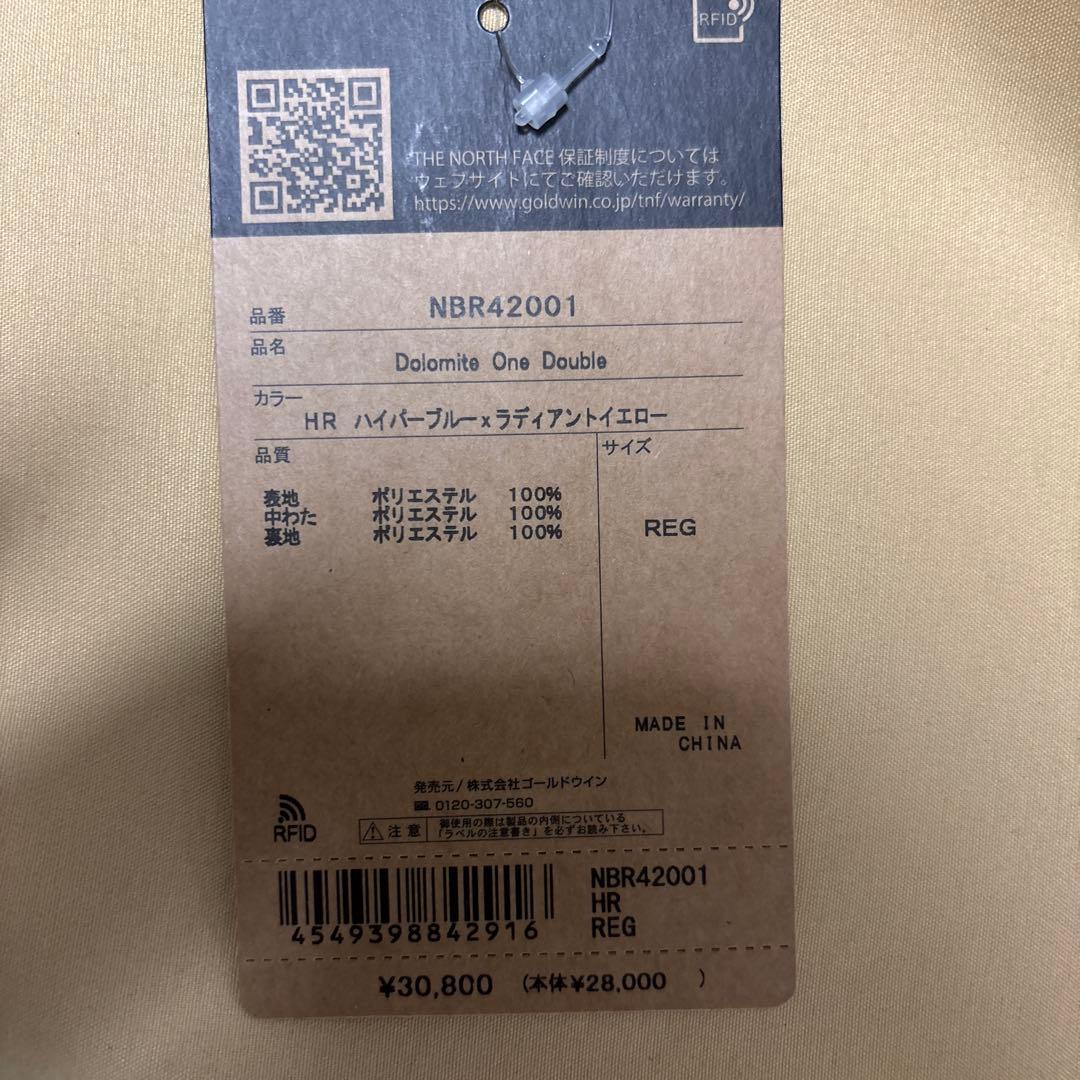 RFID
THE NORTH FACE 保証制度については
ウェブサイトにてご確認いただけます。
https://www.goldwin.co.jp/tnf/warranty/
品番 NBR42001
品名 Dolomite One Double
カラー HR ハイパーブルーxラディアントイエロー
品質 サイズ
表地 ポリエステル 100%
中わた ポリエステル 100%
裏地 ポリエステル 100%
REG
MADE IN
CHINA
発売元/株式会社ゴールドウイン
0120-307-560
RFID
注意 御使用の際は製品の内側についている
「ラベルの注意書き」を必ずお読み下さい。
4549398842916
NBR42001
HR
REG
¥30,800 (本体¥28,000 )